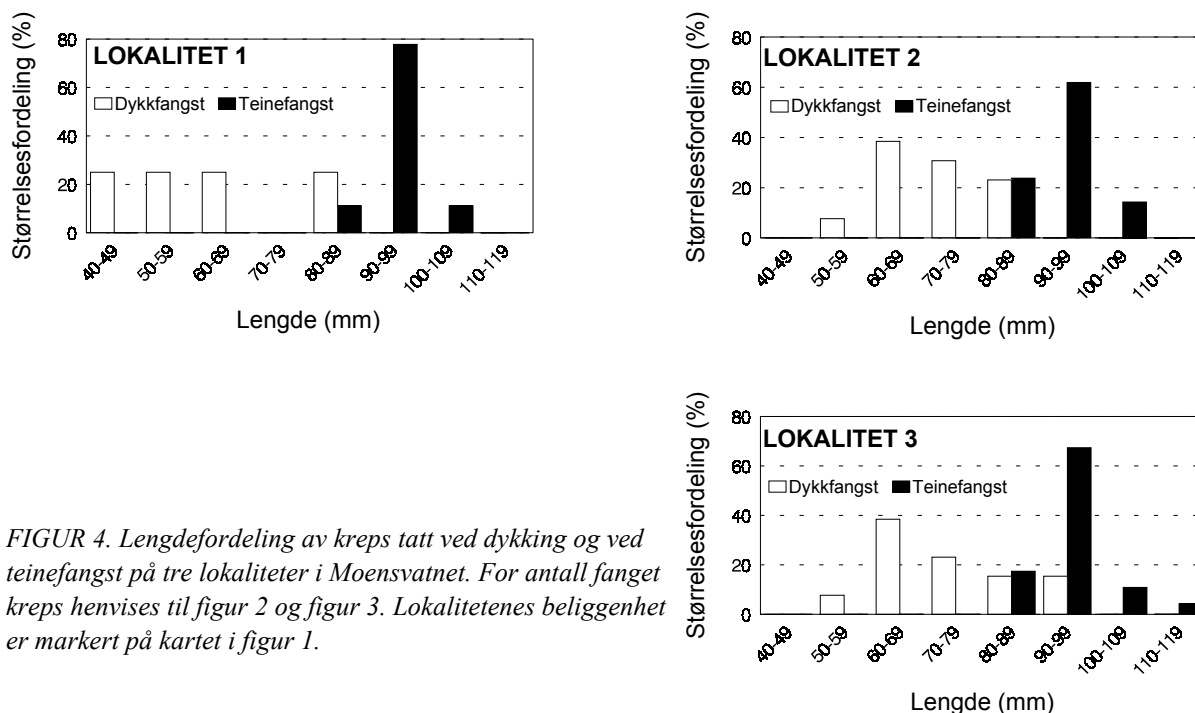 Størrelsesfordeling (%)
80
60
40
20
0
LOKALITET 1
Dykkfangst Teinefangst
40-49 50-59 60-69 70-79 80-89 90-99 100-109 110-119
Lengde (mm)
Størrelsesfordeling (%)
80
60
40
20
0
LOKALITET 2
Dykkfangst Teinefangst
40-49 50-59 60-69 70-79 80-89 90-99 100-109 110-119
Lengde (mm)
Størrelsesfordeling (%)
80
60
40
20
0
LOKALITET 3
Dykkfangst Teinefangst
40-49 50-59 60-69 70-79 80-89 90-99 100-109 110-119
Lengde (mm)
FIGUR 4. Lengdefordeling av kreps tatt ved dykking og ved
teinefangst på tre lokaliteter i Moensvatnet. For antall fanget
kreps henvises til figur 2 og figur 3. Lokalitetenes beliggenhet
er markert på kartet i figur 1.